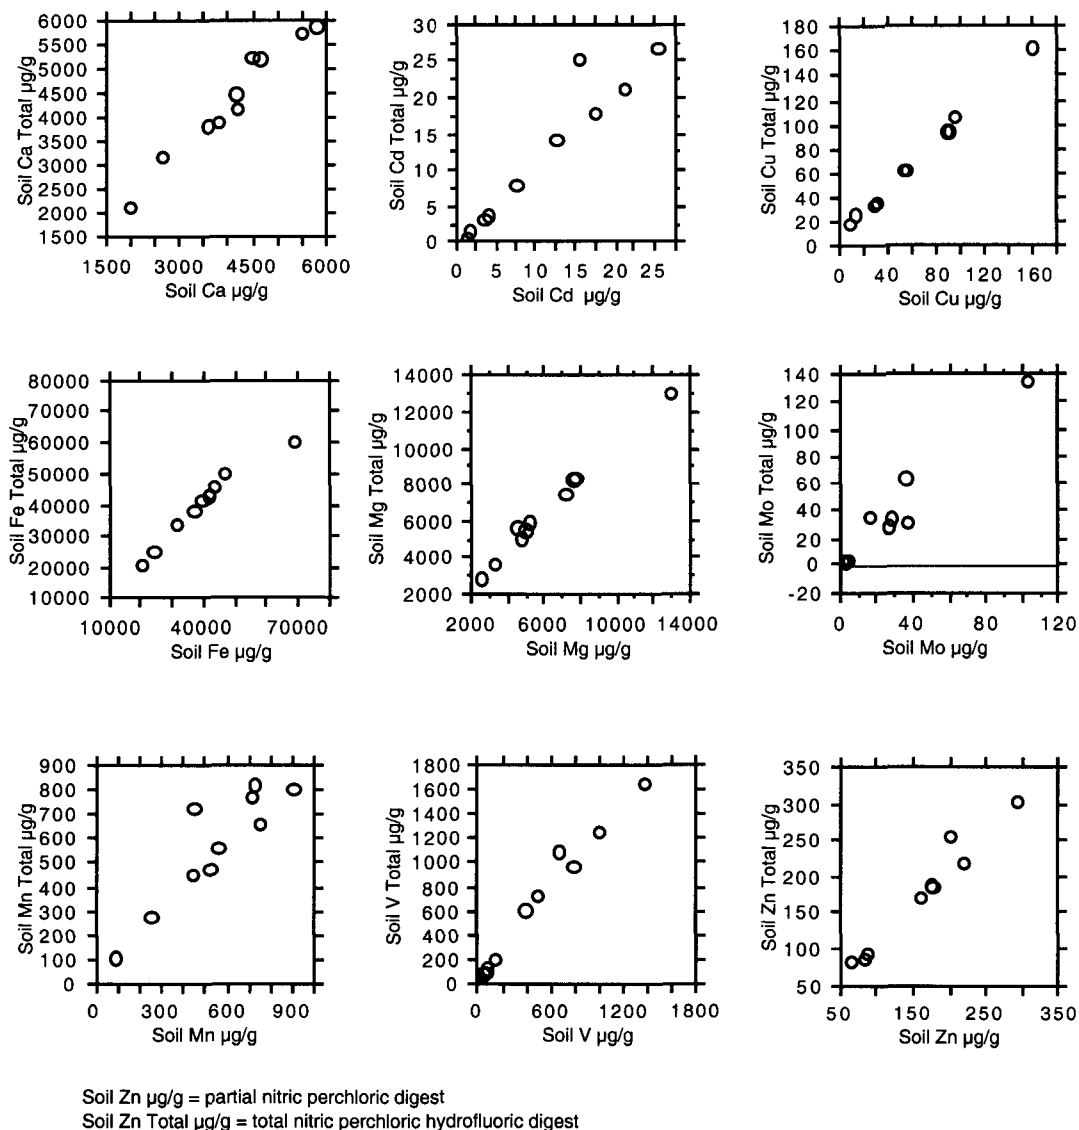 Soil Ca Total µg/g
6000
5500
5000
4500
4000
3500
3000
2500
2000
1500
1500 3000 4500 6000
Soil Ca µg/g
Soil Cd Total µg/g
30
25
20
15
10
5
0
0 5 10 15 20 25
Soil Cd µg/g
Soil Cu Total µg/g
180
160
120
100
80
60
40
20
0
0 40 80 120 160
Soil Cu µg/g
Soil Fe Total µg/g
80000
70000
60000
50000
40000
30000
20000
10000
10000 40000 70000
Soil Fe µg/g
Soil Mg Total µg/g
14000
12000
10000
8000
6000
4000
2000
2000 6000 10000 14000
Soil Mg µg/g
Soil Mo Total µg/g
140
120
100
80
60
40
20
0
-20
0 40 80 120
Soil Mo µg/g
Soil Mn Total µg/g
900
800
700
600
500
400
300
200
100
0
0 300 600 900
Soil Mn µg/g
Soil V Total µg/g
1800
1600
1400
1200
1000
800
600
400
200
0
0 600 1200 1800
Soil V µg/g
Soil Zn Total µg/g
350
300
250
200
150
100
50
50 150 250 350
Soil Zn µg/g
Soil Zn µg/g = partial nitric perchloric digest
Soil Zn Total µg/g = total nitric perchloric hydrofluoric digest